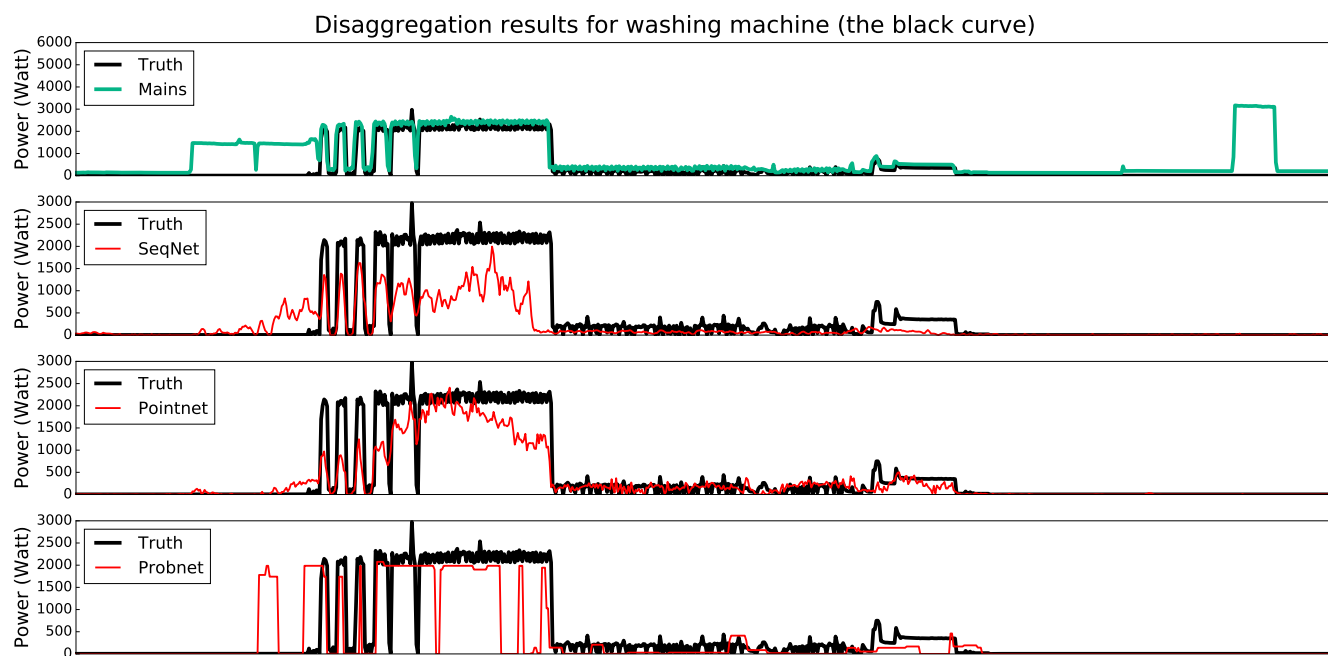 Disaggregation results for washing machine (the black curve)
Power (Watt)
6000
5000
4000
3000
2000
1000
0
Truth
Mains
Power (Watt)
3000
2500
2000
1500
1000
500
0
Truth
SeqNet
Power (Watt)
3000
2500
2000
1500
1000
500
0
Truth
Pointnet
Power (Watt)
3000
2500
2000
1500
1000
500
0
Truth
Probnet